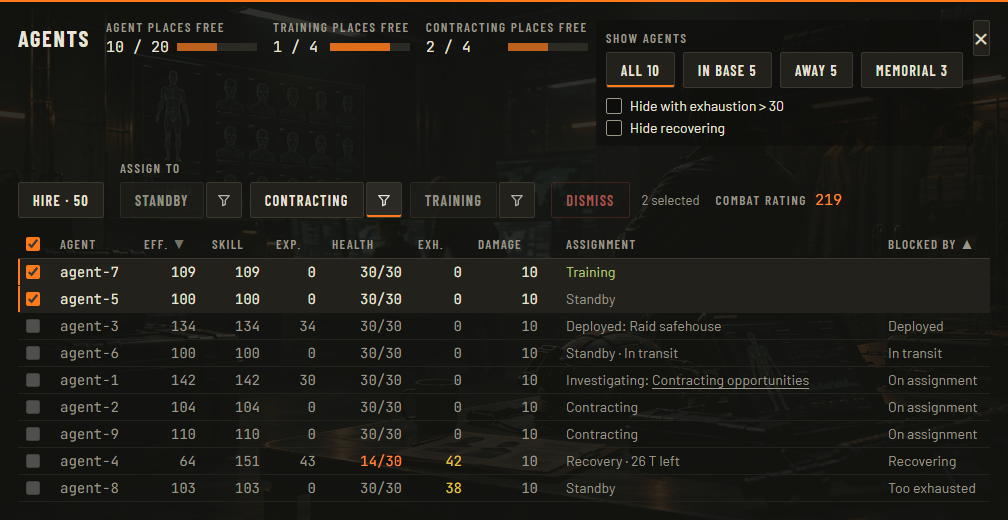 AGENTS
AGENT PLACES FREE
10 / 20
TRAINING PLACES FREE
1 / 4
CONTRACTING PLACES FREE
2 / 4
SHOW AGENTS
ALL 10
IN BASE 5
AWAY 5
MEMORIAL 3
Hide with exhaustion > 30
Hide recovering
ASSIGN TO
HIRE · 50
STANDBY
CONTRACTING
TRAINING
DISMISS
2 selected
COMBAT RATING 219
AGENT EFF. ▼ SKILL EXP. HEALTH EXH. DAMAGE ASSIGNMENT BLOCKED BY ▲
agent-7 109 109 0 30/30 0 10 Training
agent-5 100 100 0 30/30 0 10 Standby
agent-3 134 134 34 30/30 0 10 Deployed: Raid safehouse Deployed
agent-6 100 100 0 30/30 0 10 Standby · In transit In transit
agent-1 142 142 30 30/30 0 10 Investigating: Contracting opportunities On assignment
agent-2 104 104 0 30/30 0 10 Contracting On assignment
agent-9 110 110 0 30/30 0 10 Contracting On assignment
agent-4 64 151 43 14/30 42 10 Recovery · 26 T left Recovering
agent-8 103 103 0 30/30 38 10 Standby Too exhausted